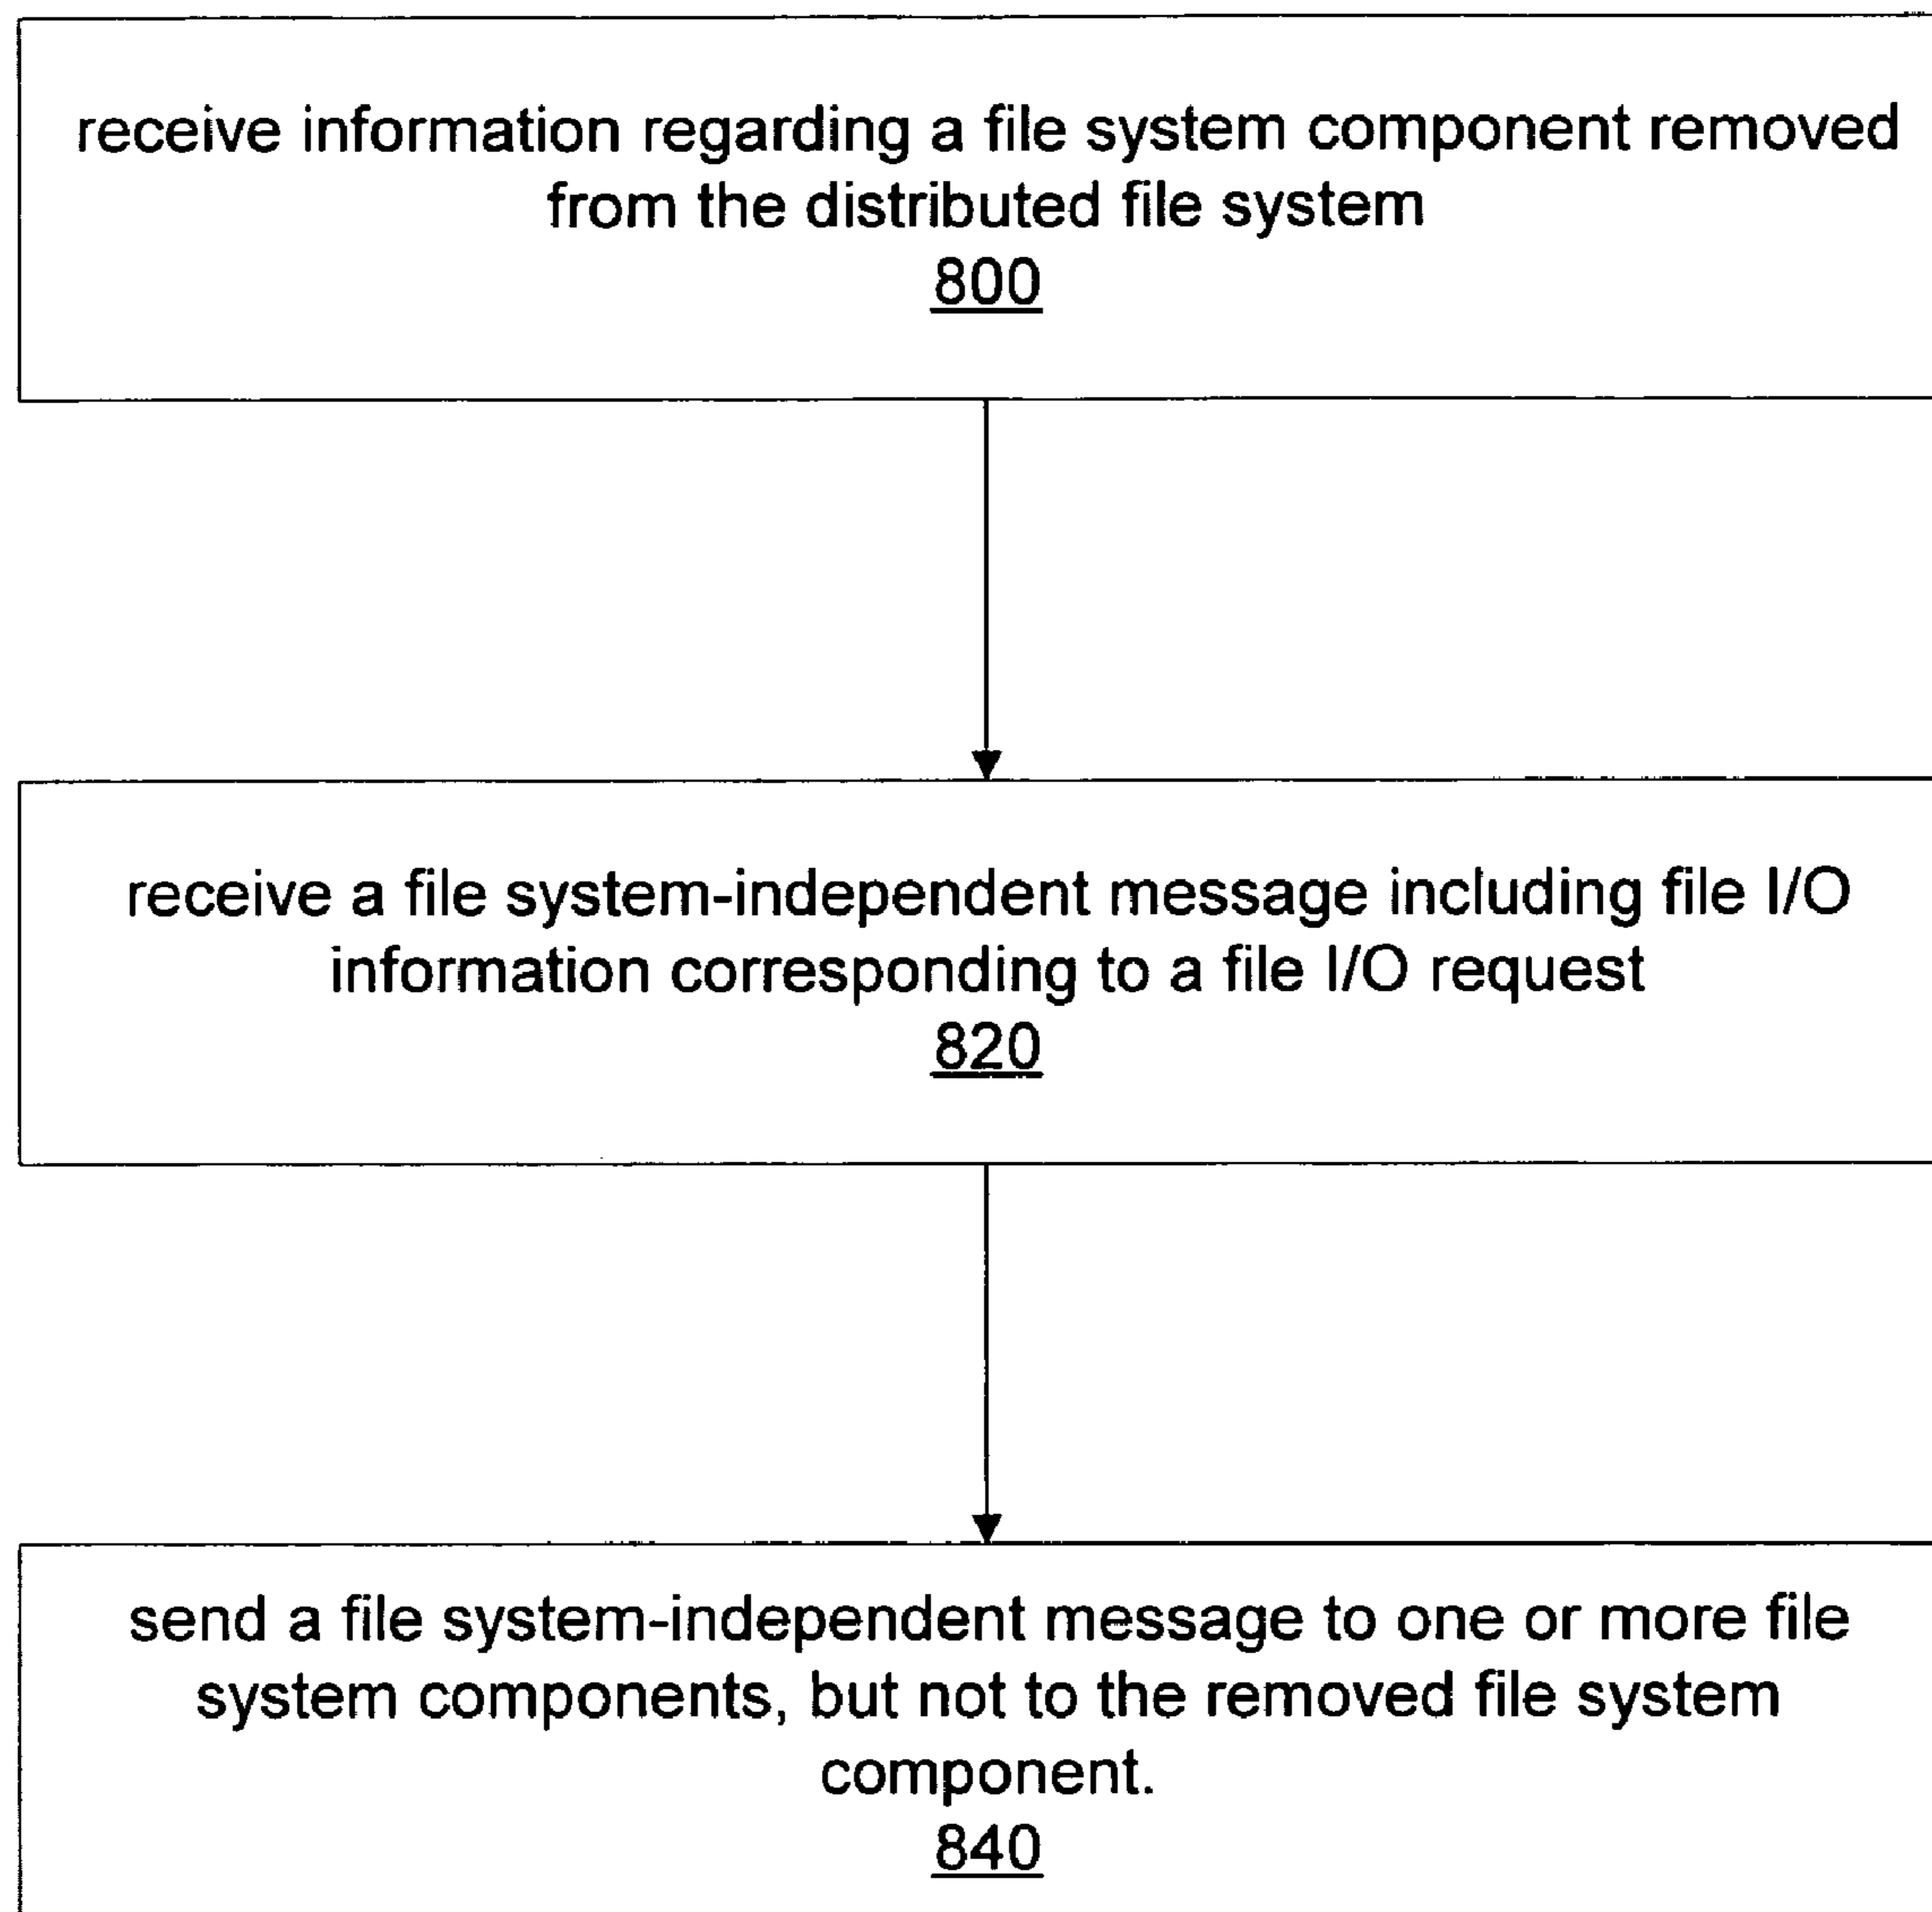 receive information regarding a file system component removed
from the distributed file system
800
receive a file system-independent message including file I/O
information corresponding to a file I/O request
820
send a file system-independent message to one or more file
system components, but not to the removed file system
component.
840